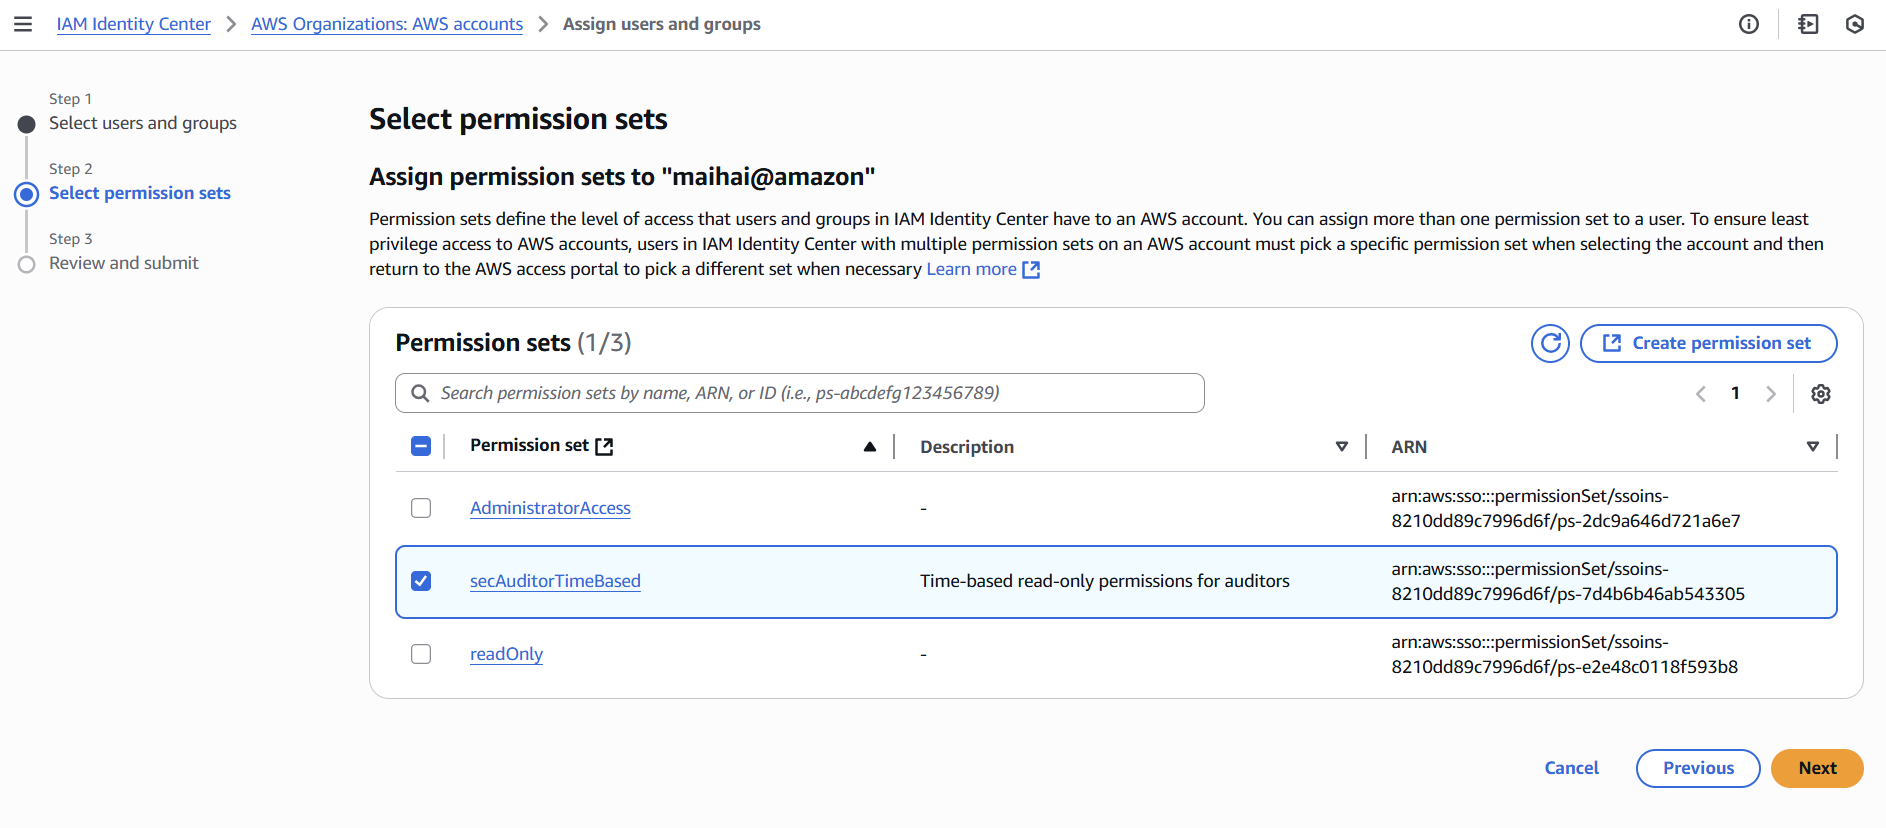 IAM Identity Center > AWS Organizations: AWS accounts > Assign users and groups
Step 1
Select users and groups
Step 2
Select permission sets
Step 3
Review and submit
Select permission sets
Assign permission sets to "maihai@amazon"
Permission sets define the level of access that users and groups in IAM Identity Center have to an AWS account. You can assign more than one permission set to a user. To ensure least
privilege access to AWS accounts, users in IAM Identity Center with multiple permission sets on an AWS account must pick a specific permission set when selecting the account and then
return to the AWS access portal to pick a different set when necessary Learn more
Permission sets (1/3)
Create permission set
Search permission sets by name, ARN, or ID (i.e., ps-abcdefg123456789)
1
Permission set Description ARN
AdministratorAccess - arn:aws:sso:::permissionSet/ssoins-
8210dd89c7996d6f/ps-2dc9a646d721a6e7
secAuditorTimeBased Time-based read-only permissions for auditors arn:aws:sso:::permissionSet/ssoins-
8210dd89c7996d6f/ps-7d4b6b46ab543305
readOnly - arn:aws:sso:::permissionSet/ssoins-
8210dd89c7996d6f/ps-e2e48c0118f593b8
Cancel Previous Next